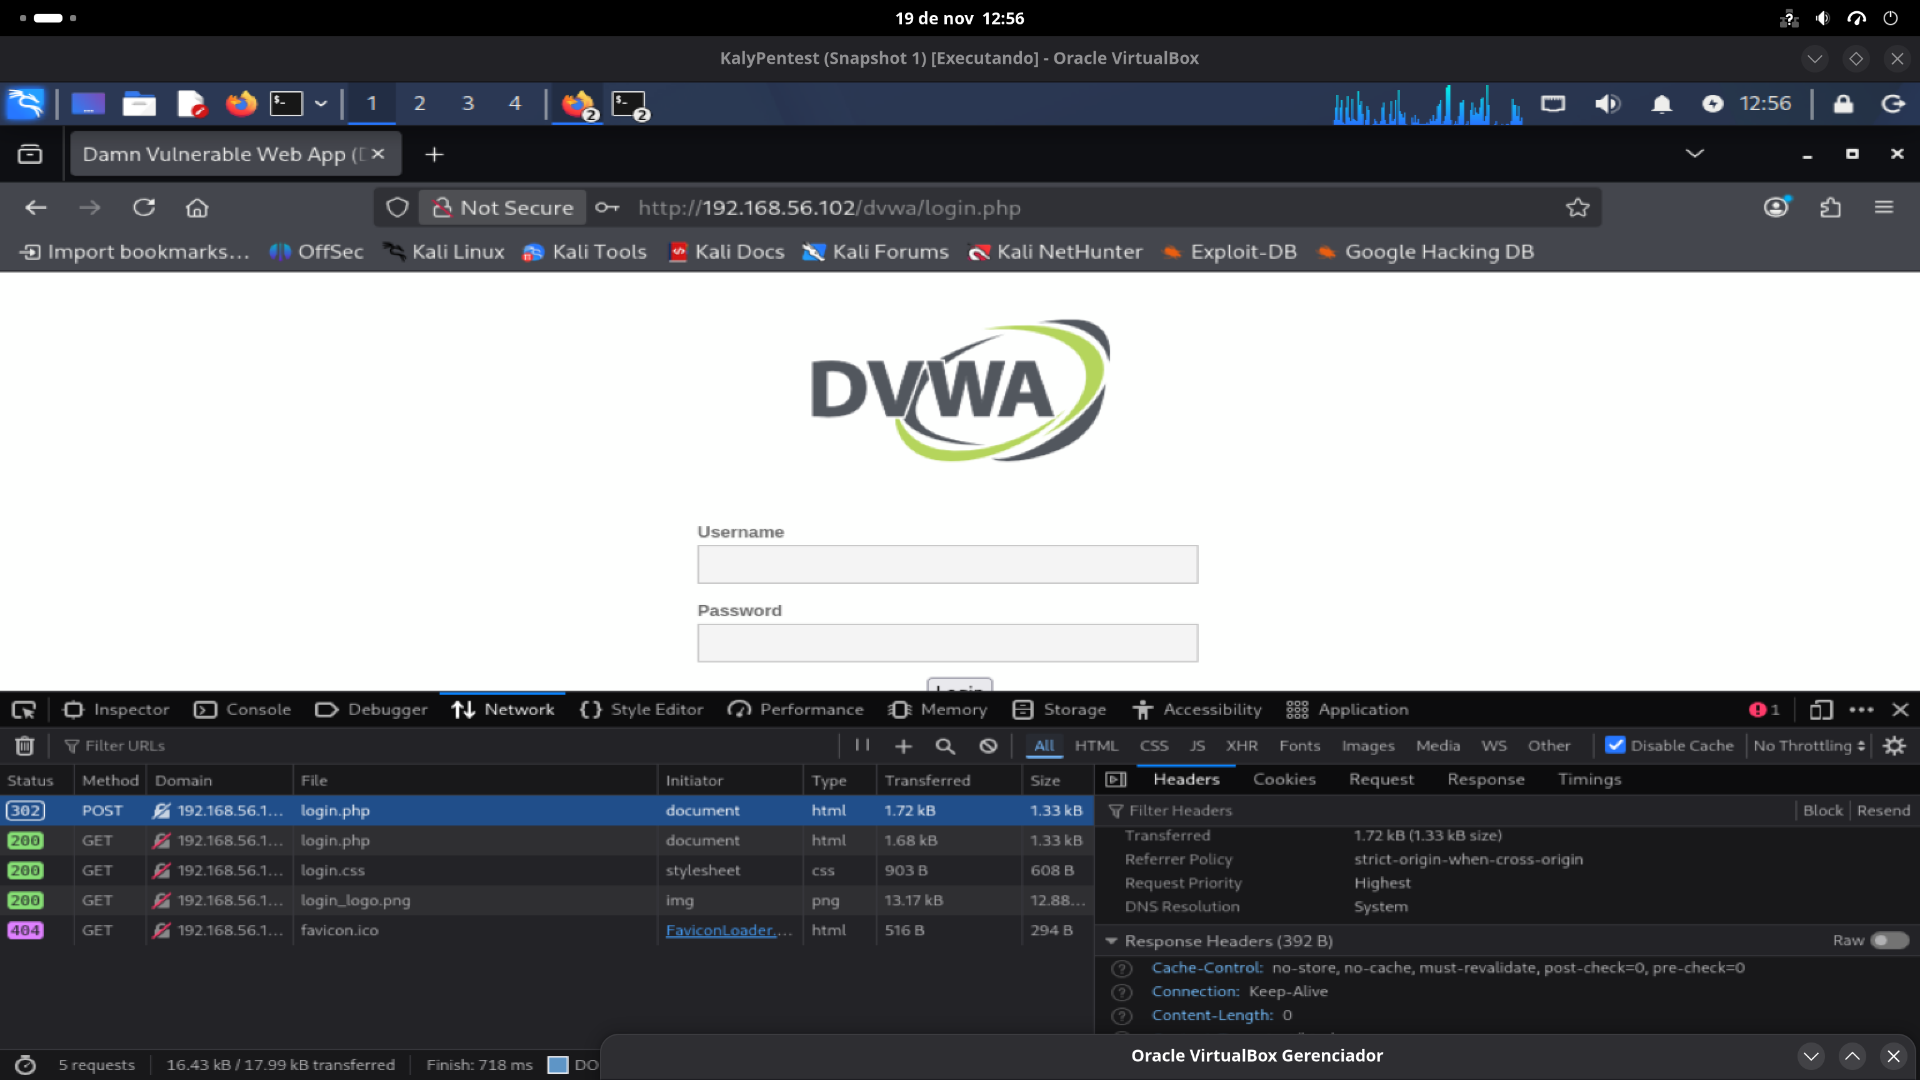 19 de nov 12:56
KalyPentest (Snapshot 1) [Executando] - Oracle VirtualBox
1 2 3 4 2 2 12:56
Damn Vulnerable Web App (
Not Secure http://192.168.56.102/dvwa/login.php
Import bookmarks... OffSec Kali Linux Kali Tools Kali Docs Kali Forums Kali NetHunter Exploit-DB Google Hacking DB
DVWA
Username
Password
Login
Inspector Console Debugger Network Style Editor Performance Memory Storage Accessibility Application 1
Filter URLs All HTML CSS JS XHR Fonts Images Media WS Other Disable Cache No Throttling
Status Method Domain File Initiator Type Transferred Size
302 POST 192.168.56.1... login.php document html 1.72 kB 1.33 kB
200 GET 192.168.56.1... login.php document html 1.68 kB 1.33 kB
200 GET 192.168.56.1... login.css stylesheet css 903 B 608 B
200 GET 192.168.56.1... login_logo.png img png 13.17 kB 12.88...
404 GET 192.168.56.1... favicon.ico FaviconLoader.... html 516 B 294 B
Headers Cookies Request Response Timings
Filter Headers Block Resend
Transferred 1.72 kB (1.33 kB size)
Referrer Policy strict-origin-when-cross-origin
Request Priority Highest
DNS Resolution System
Response Headers (392 B) Raw
Cache-Control: no-store, no-cache, must-revalidate, post-check=0, pre-check=0
Connection: Keep-Alive
Content-Length: 0
5 requests 16.43 kB / 17.99 kB transferred Finish: 718 ms DO
Oracle VirtualBox Gerenciador